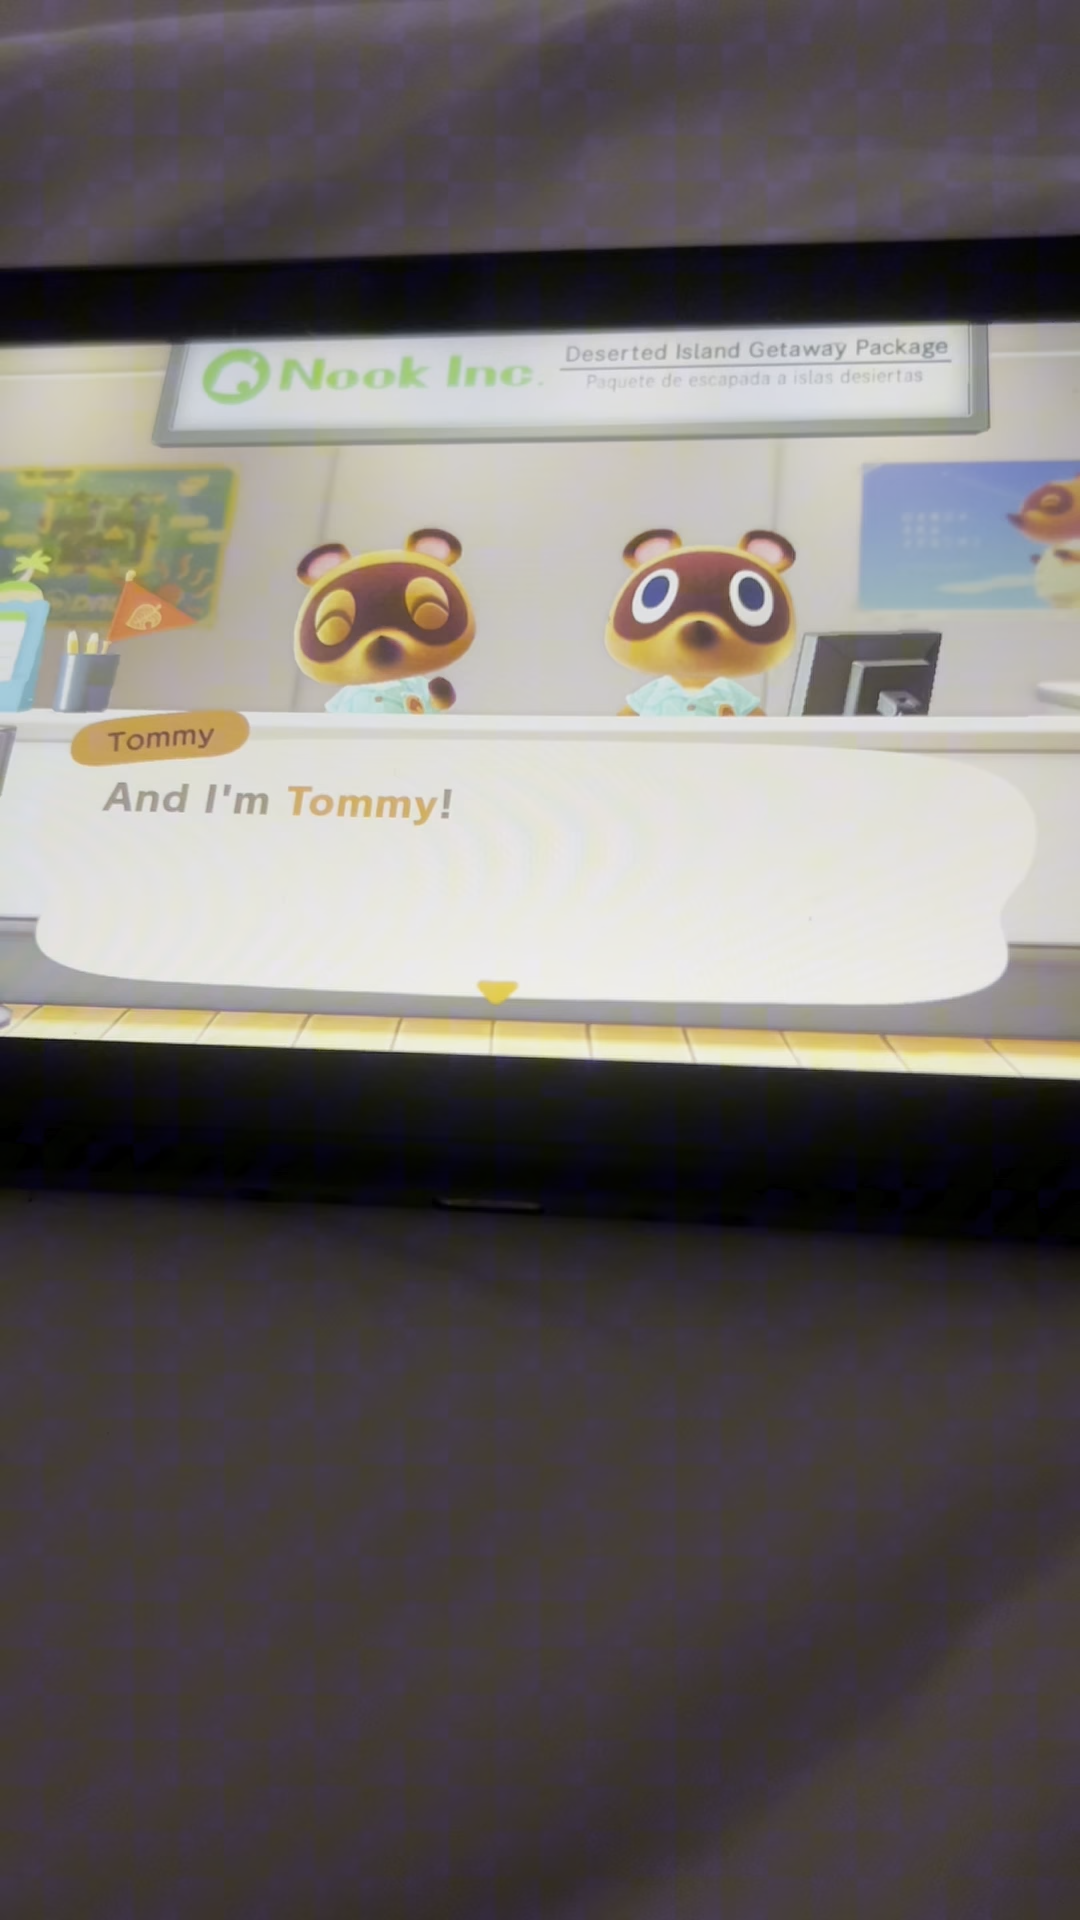 Nook Inc.
Deserted Island Getaway Package
Paquete de escapada a islas desiertas
Tommy
And I'm Tommy!